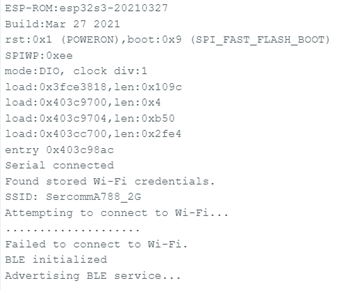 ESP-ROM:esp32s3-20210327
Build:Mar 27 2021
rst:0x1 (POWERON),boot:0x9 (SPI_FAST_FLASH_BOOT)
SPIWP:0xee
mode:DIO, clock div:1
load:0x3fce3818,len:0x109c
load:0x403c9700,len:0x4
load:0x403c9704,len:0xb50
load:0x403cc700,len:0x2fe4
entry 0x403c98ac
Serial connected
Found stored Wi-Fi credentials.
SSID: SercommA788_2G
Attempting to connect to Wi-Fi...
....................
Failed to connect to Wi-Fi.
BLE initialized
Advertising BLE service...